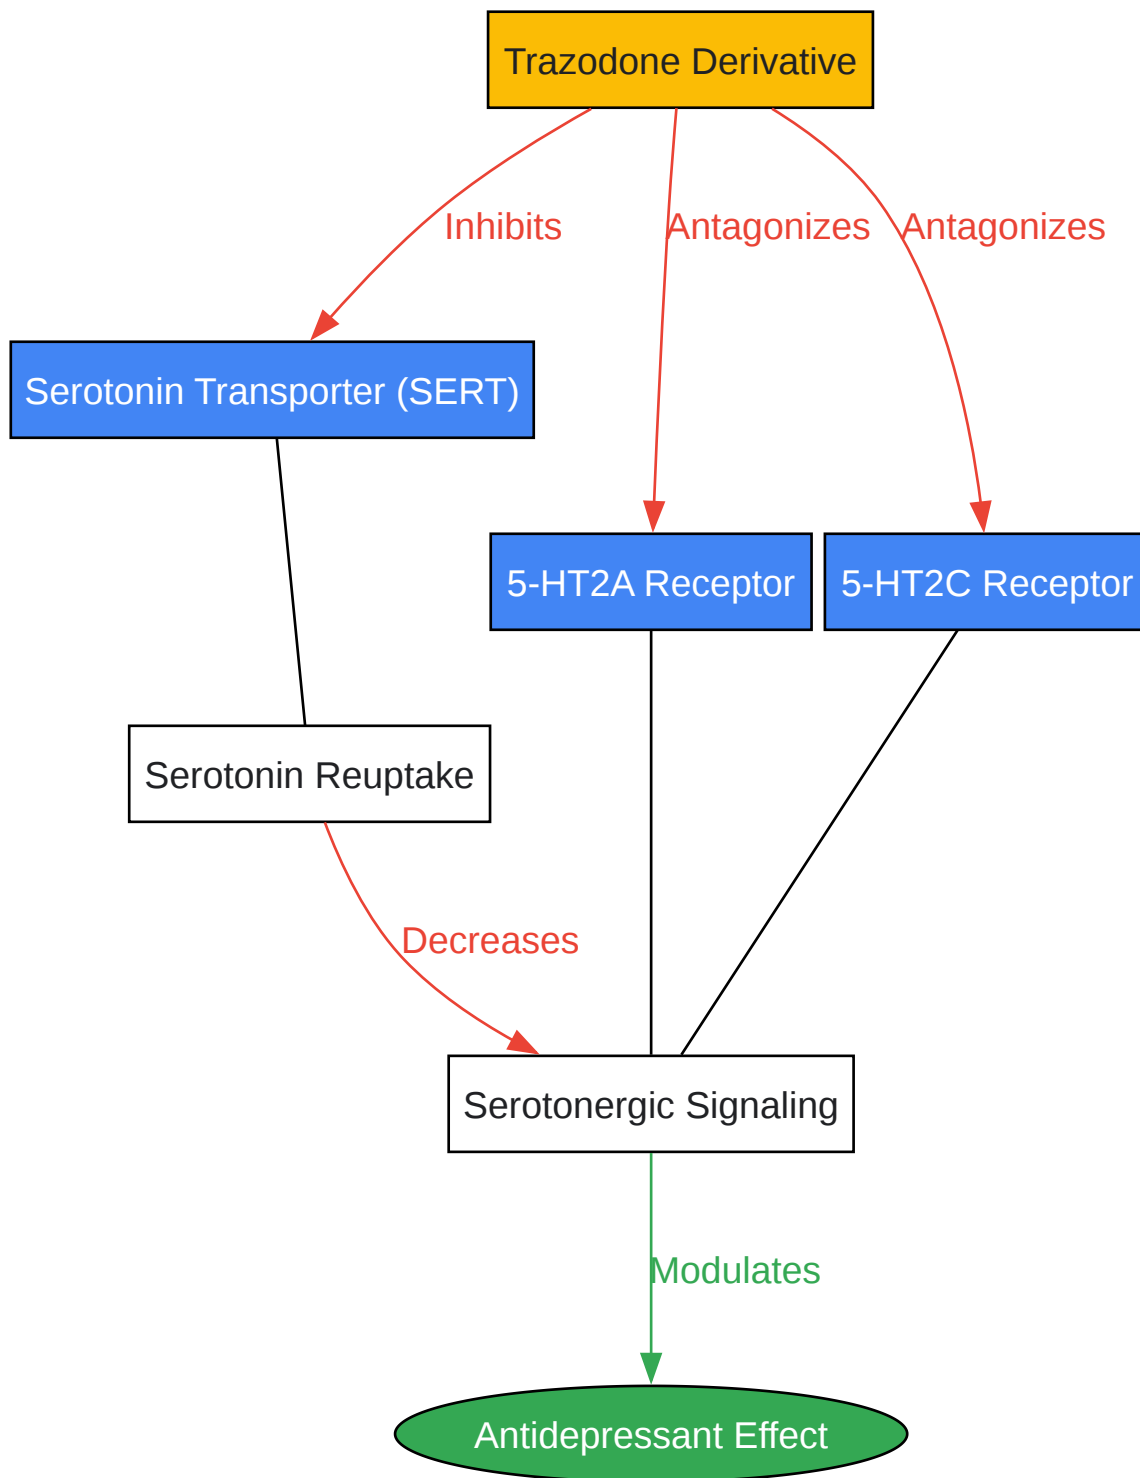 Trazodone Derivative
Inhibits
Antagonizes
Antagonizes
Serotonin Transporter (SERT)
5-HT2A Receptor
5-HT2C Receptor
Serotonin Reuptake
Decreases
Serotonergic Signaling
Modulates
Antidepressant Effect